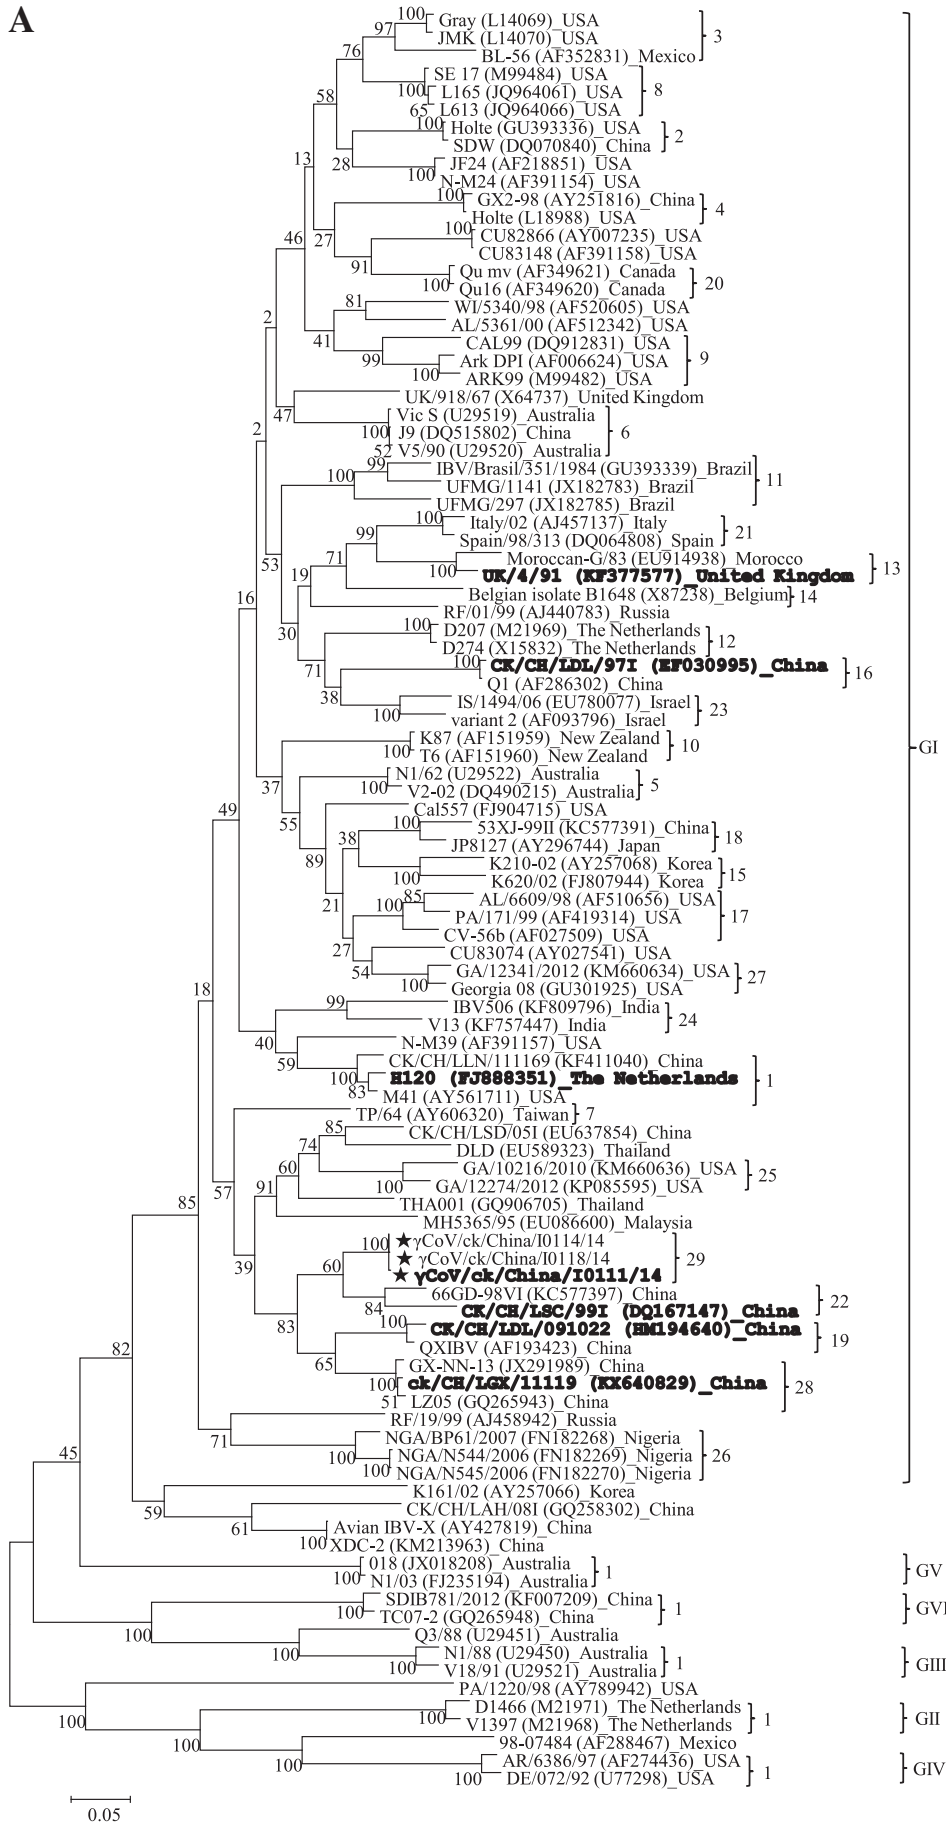 A
100 Gray (L14069)_USA
97 JMK (L14070)_USA 3
BL-56 (AF352831)_Mexico
76
SE 17 (M99484)_USA
100 L165 (JQ964061)_USA 8
58
65 L613 (JQ964066)_USA
100 Holte (GU393336)_USA
SDW (DQ070840)_China 2
28
JF24 (AF218851)_USA
13
100 N-M24 (AF391154)_USA
100 GX2-98 (AY251816)_China
Holte (L18988)_USA 4
100 CU82866 (AY007235)_USA
46 27
CU83148 (AF391158)_USA
91
Qu mv (AF349621)_Canada
100 Qu16 (AF349620)_Canada 20
81 WI/5340/98 (AF520605)_USA
2
AL/5361/00 (AF512342)_USA
41
CAL99 (DQ912831)_USA
99 Ark DPI (AF006624)_USA 9
100 ARK99 (M99482)_USA
UK/918/67 (X64737)_United Kingdom
47
Vic S (U29519)_Australia
2
100 J9 (DQ515802)_China 6
52 V5/90 (U29520)_Australia
99 IBV/Brasil/351/1984 (GU393339)_Brazil
100 UFMG/1141 (JX182783)_Brazil 11
UFMG/297 (JX182785)_Brazil
100 Italy/02 (AJ457137)_Italy
99 Spain/98/313 (DQ064808)_Spain 21
53 71
Moroccan-G/83 (EU914938)_Morocco
19 100 UK/4/91 (KF377577)_United Kingdom 13
Belgian isolate B1648 (X87238)_Belgium 14
16
RF/01/99 (AJ440783)_Russia
30 100 D207 (M21969)_The Netherlands
D274 (X15832)_The Netherlands 12
71 100 CK/CH/LDL/97I (EF030995)_China
Q1 (AF286302)_China 16
38
IS/1494/06 (EU780077)_Israel
100 variant 2 (AF093796)_Israel 23
K87 (AF151959)_New Zealand
100 T6 (AF151960)_New Zealand 10
GI
37
N1/62 (U29522)_Australia
100 V2-02 (DQ490215)_Australia 5
55
Cal557 (FJ904715)_USA
49
100 53XJ-99II (KC577391)_China
38 JP8127 (AY296744)_Japan 18
89
K210-02 (AY257068)_Korea
100 K620/02 (FJ807944)_Korea 15
85 AL/6609/98 (AF510656)_USA
21 100 PA/171/99 (AF419314)_USA 17
CV-56b (AF027509)_USA
27
CU83074 (AY027541)_USA
54
GA/12341/2012 (KM660634)_USA
100 Georgia 08 (GU301925)_USA 27
18
99 IBV506 (KF809796)_India
V13 (KF757447)_India 24
40
N-M39 (AF391157)_USA
59
CK/CH/LLN/111169 (KF411040)_China
100 H120 (FJ888351)_The Netherlands 1
83 M41 (AY561711)_USA
TP/64 (AY606320)_Taiwan 7
85 CK/CH/LSD/05I (EU637854)_China
74
DLD (EU589323)_Thailand
60
GA/10216/2010 (KM660636)_USA
91 100 GA/12274/2012 (KP085595)_USA 25
57
THA001 (GQ906705)_Thailand
85
MH5365/95 (EU086600)_Malaysia
100 ★γCoV/ck/China/I0114/14
★ γCoV/ck/China/I0118/14 29
60
39 ★ γCoV/ck/China/I0111/14
66GD-98VI (KC577397)_China
84 CK/CH/LSC/99I (DQ167147)_China 22
83 100 CK/CH/LDL/091022 (HM194640)_China
QXIBV (AF193423)_China 19
82 65
GX-NN-13 (JX291989)_China
100 ck/CH/LGX/11119 (KX640829)_China 28
51 LZ05 (GQ265943)_China
RF/19/99 (AJ458942)_Russia
71
NGA/BP61/2007 (FN182268)_Nigeria
45 100 NGA/N544/2006 (FN182269)_Nigeria 26
100 NGA/N545/2006 (FN182270)_Nigeria
K161/02 (AY257066)_Korea
59
CK/CH/LAH/08I (GQ258302)_China
61
Avian IBV-X (AY427819)_China
100 XDC-2 (KM213963)_China
018 (JX018208)_Australia
100 N1/03 (FJ235194)_Australia 1 GV
SDIB781/2012 (KF007209)_China
100 TC07-2 (GQ265948)_China 1 GVI
100
Q3/88 (U29451)_Australia
100
N1/88 (U29450)_Australia
100 V18/91 (U29521)_Australia 1 GIII
PA/1220/98 (AY789942)_USA
D1466 (M21971)_The Netherlands
100 100 V1397 (M21968)_The Netherlands 1 GII
100
98-07484 (AF288467)_Mexico
100
AR/6386/97 (AF274436)_USA
100 DE/072/92 (U77298)_USA 1 GIV
0.05